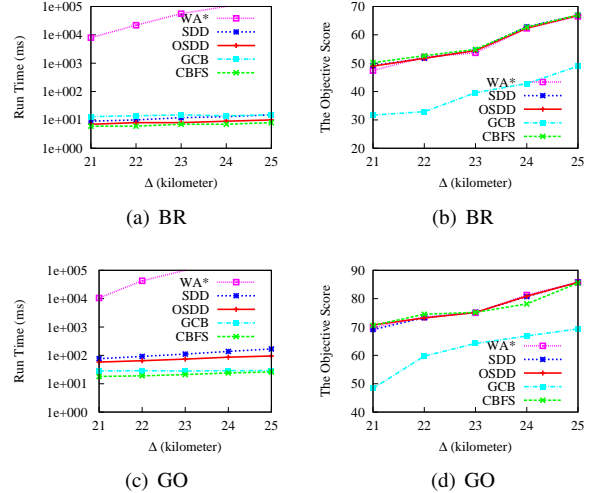 1e+005
1e+004
1e+003
1e+002
1e+001
1e+000
Run Time (ms)
WA*
SDD
OSDD
GCB
CBFS
21 22 23 24 25
Δ (kilometer)
(a) BR
70
60
50
40
30
20
The Objective Score
WA*
SDD
OSDD
GCB
CBFS
21 22 23 24 25
Δ (kilometer)
(b) BR
1e+005
1e+004
1e+003
1e+002
1e+001
1e+000
Run Time (ms)
WA*
SDD
OSDD
GCB
CBFS
21 22 23 24 25
Δ (kilometer)
(c) GO
90
80
70
60
50
40
The Objective Score
WA*
SDD
OSDD
GCB
CBFS
21 22 23 24 25
Δ (kilometer)
(d) GO